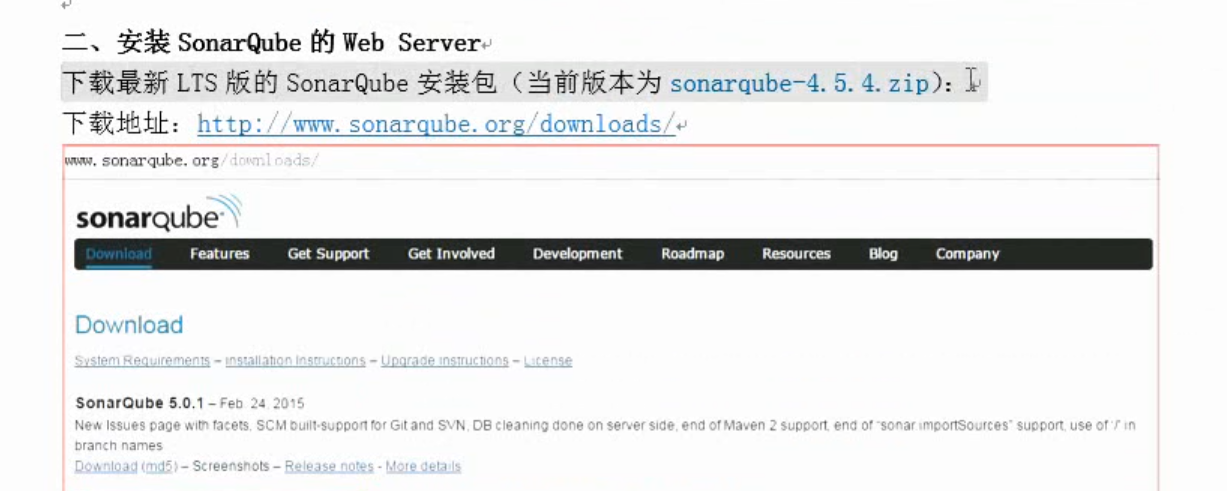 二、安装 SonarQube 的 Web Server
下载最新 LTS 版的 SonarQube 安装包（当前版本为 sonarqube-4.5.4.zip）：
下载地址：http://www.sonarqube.org/downloads/
www.sonarqube.org/downloads/
sonarqube
Download Features Get Support Get Involved Development Roadmap Resources Blog Company
Download
System Requirements – Installation Instructions – Upgrade Instructions – License
SonarQube 5.0.1 – Feb. 24, 2015
New Issues page with facets, SCM built-support for Git and SVN, DB cleaning done on server side, end of Maven 2 support, end of "sonar.importSources" support, use of '/' in
branch names
Download (md5) – Screenshots – Release notes - More details